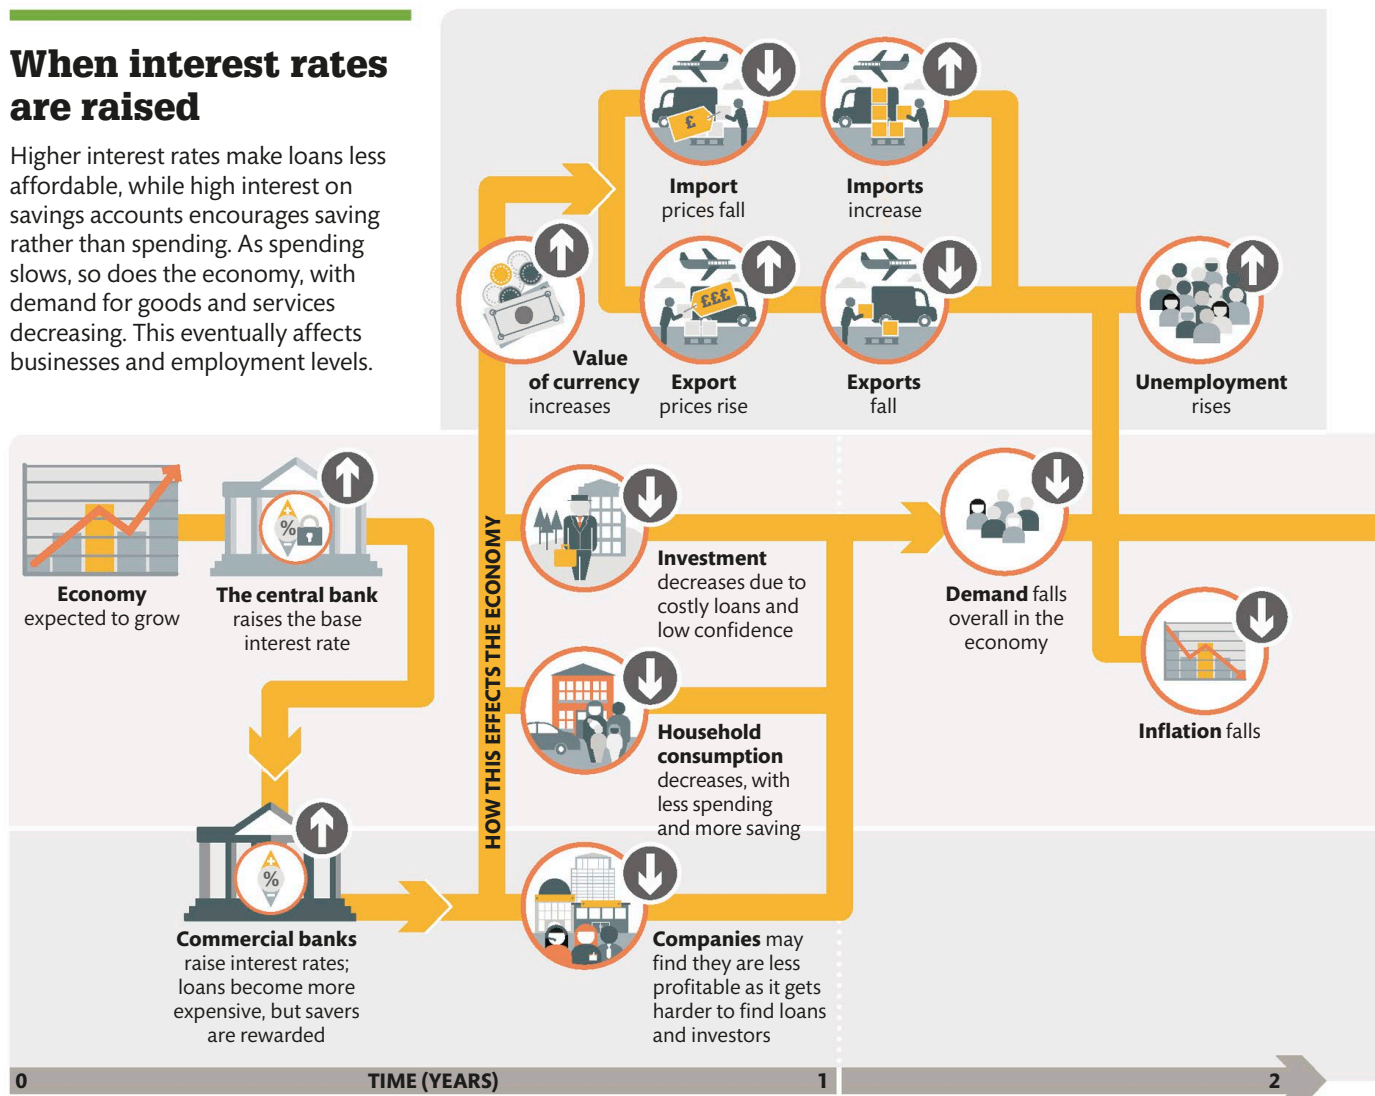 When interest rates
are raised
Higher interest rates make loans less
affordable, while high interest on
savings accounts encourages saving
rather than spending. As spending
slows, so does the economy, with
demand for goods and services
decreasing. This eventually affects
businesses and employment levels.
£
Import
prices fall
Imports
increase
Value
of currency
increases
£££
Export
prices rise
Exports
fall
Unemployment
rises
Economy
expected to grow
%
The central bank
raises the base
interest rate
%
Commercial banks
raise interest rates;
loans become more
expensive, but savers
are rewarded
HOW THIS EFFECTS THE ECONOMY
Investment
decreases due to
costly loans and
low confidence
Household
consumption
decreases, with
less spending
and more saving
Companies may
find they are less
profitable as it gets
harder to find loans
and investors
Demand falls
overall in the
economy
Inflation falls
0
TIME (YEARS)
1
2